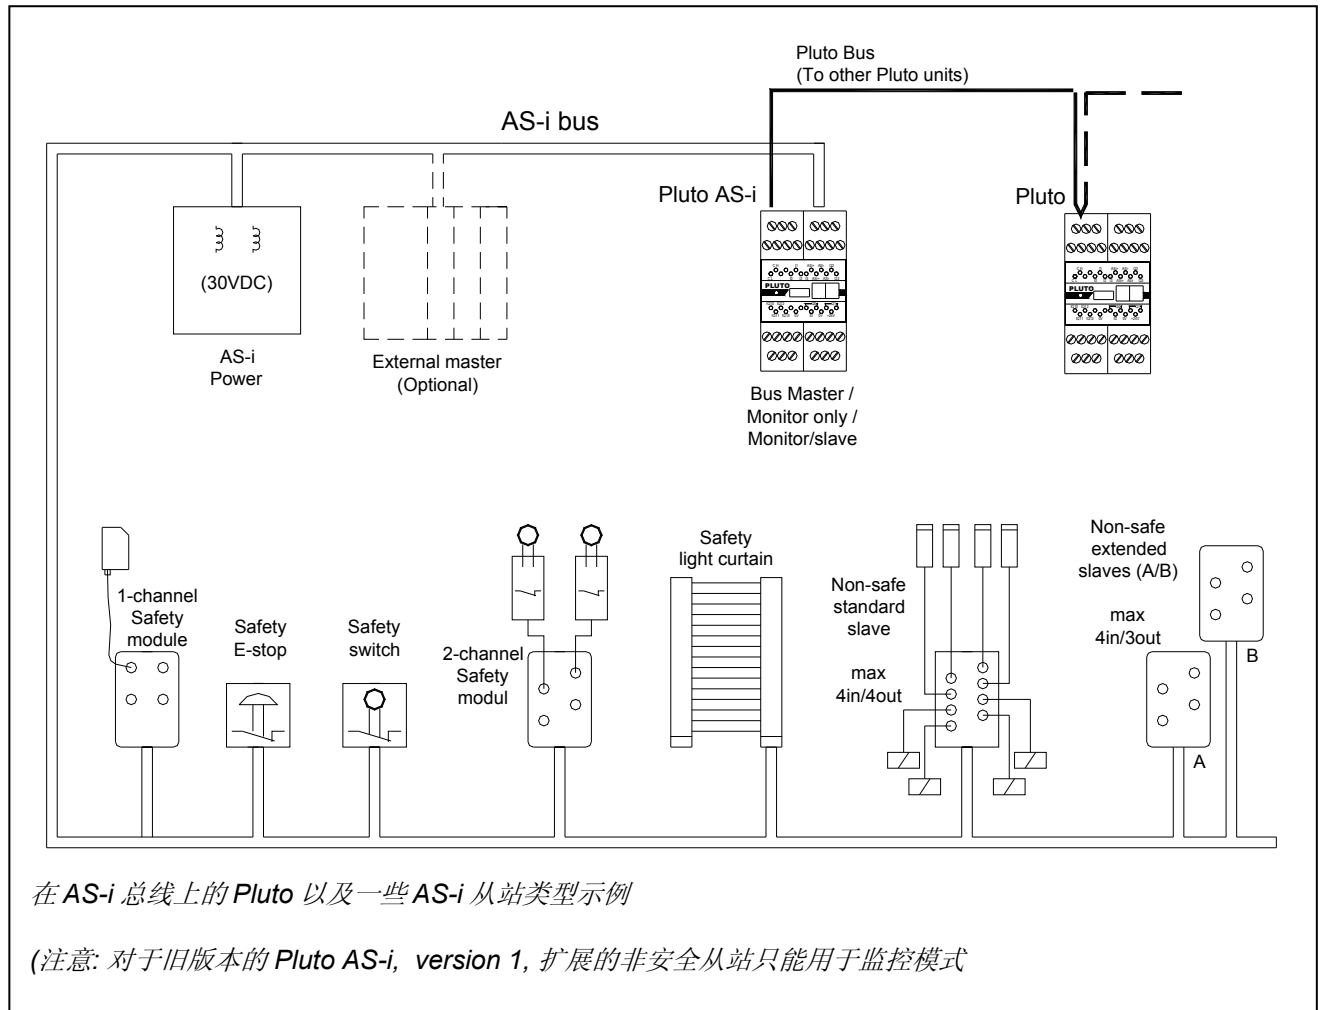 Pluto Bus
(To other Pluto units)
AS-i bus
Pluto AS-i
Pluto
(30VDC)
AS-i
Power
External master
(Optional)
PLUTO
PLUTO
Bus Master /
Monitor only /
Monitor/slave
1-channel
Safety
module
Safety
E-stop
Safety
switch
2-channel
Safety
modul
Safety
light curtain
Non-safe
standard
slave
max
4in/4out
Non-safe
extended
slaves (A/B)
max
4in/3out
B
A
在 AS-i 总线上的 Pluto 以及一些 AS-i 从站类型示例
(注意: 对于旧版本的 Pluto AS-i, version 1, 扩展的非安全从站只能用于监控模式